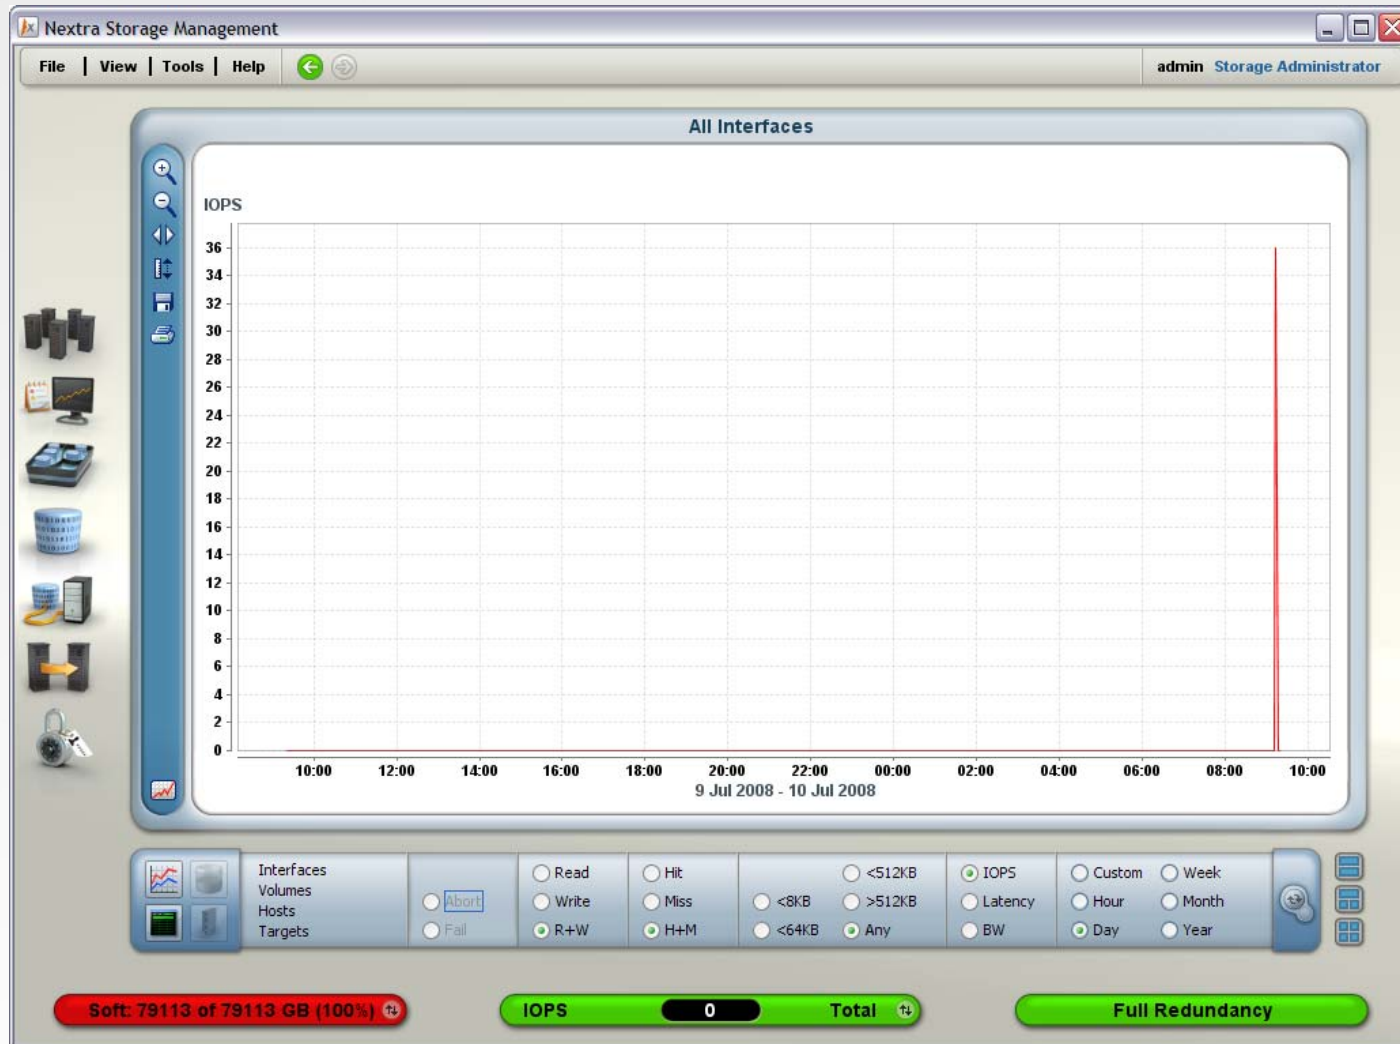 Nextra Storage Management
File | View | Tools | Help
admin Storage Administrator
All Interfaces
IOPS
36
34
32
30
28
26
24
22
20
18
16
14
12
10
8
6
4
2
0
10:00 12:00 14:00 16:00 18:00 20:00 22:00 00:00 02:00 04:00 06:00 08:00 10:00
9 Jul 2008 - 10 Jul 2008
Interfaces
Volumes
Hosts
Targets
Abort
Fail
Read
Write
R+W
Hit
Miss
H+M
<8KB
<64KB
<512KB
>512KB
Any
IOPS
Latency
BW
Custom
Hour
Day
Week
Month
Year
Soft: 79113 of 79113 GB (100%)
IOPS 0 Total
Full Redundancy